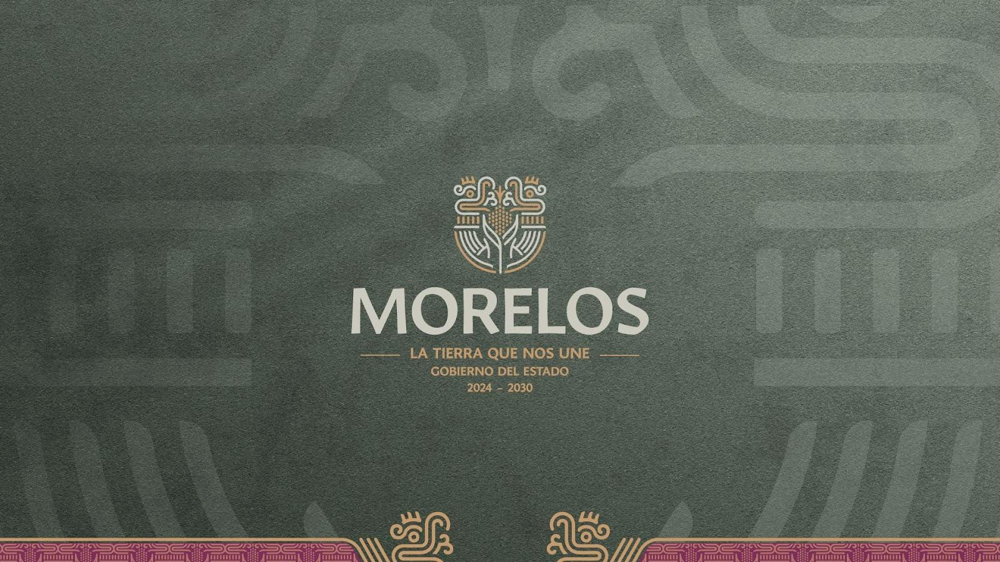 MORELOS
LA TIERRA QUE NOS UNE
GOBIERNO DEL ESTADO
2024 - 2030